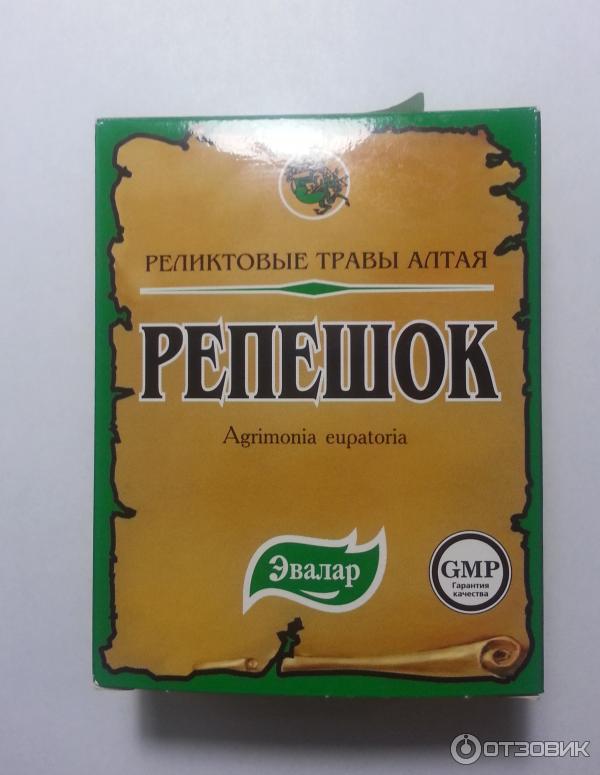 РЕЛИКТОВЫЕ ТРАВЫ АЛТАЯ
РЕПЕШОК
Agrimonia eupatoria
Эвалар
GMP
Гарантия
качества
ОТЗОВИК